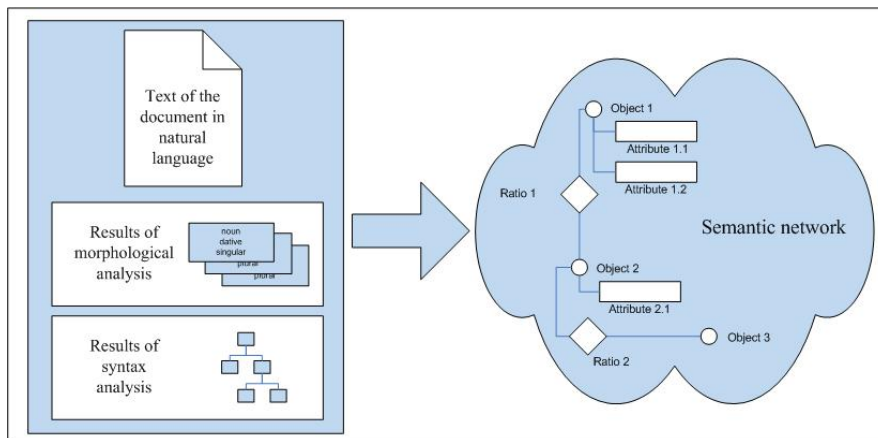 Text of the
document in
natural
language
Results of
morphological
analysis
noun
dative
singular
plural
plural
Results of
syntax
analysis
Object 1
Attribute 1.1
Attribute 1.2
Ratio 1
Semantic network
Object 2
Attribute 2.1
Object 3
Ratio 2